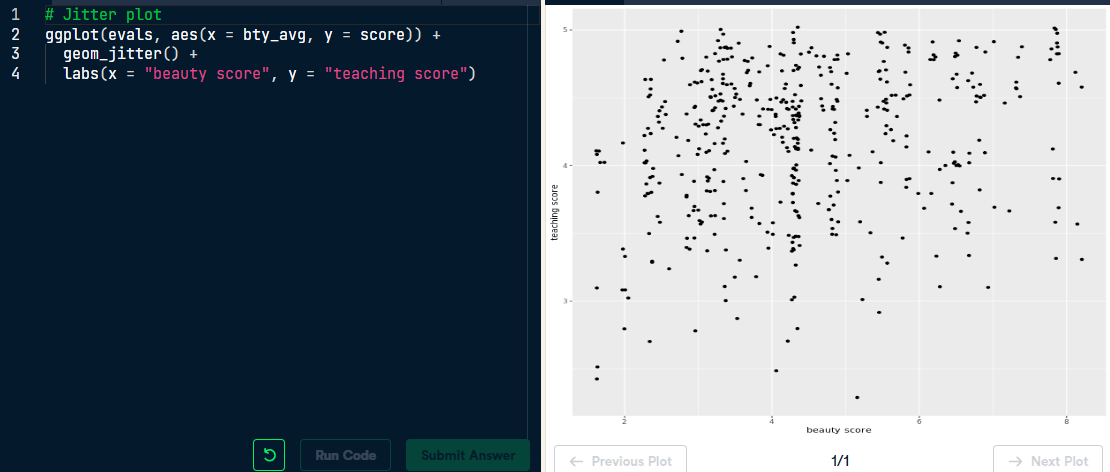 1 # Jitter plot
2 ggplot(evals, aes(x = bty_avg, y = score)) +
3 geom_jitter() +
4 labs(x = "beauty score", y = "teaching score")
Run Code
Submit Answer
5
4
3
teaching score
2 4 6 8
beauty score
← Previous Plot
1/1
→ Next Plot